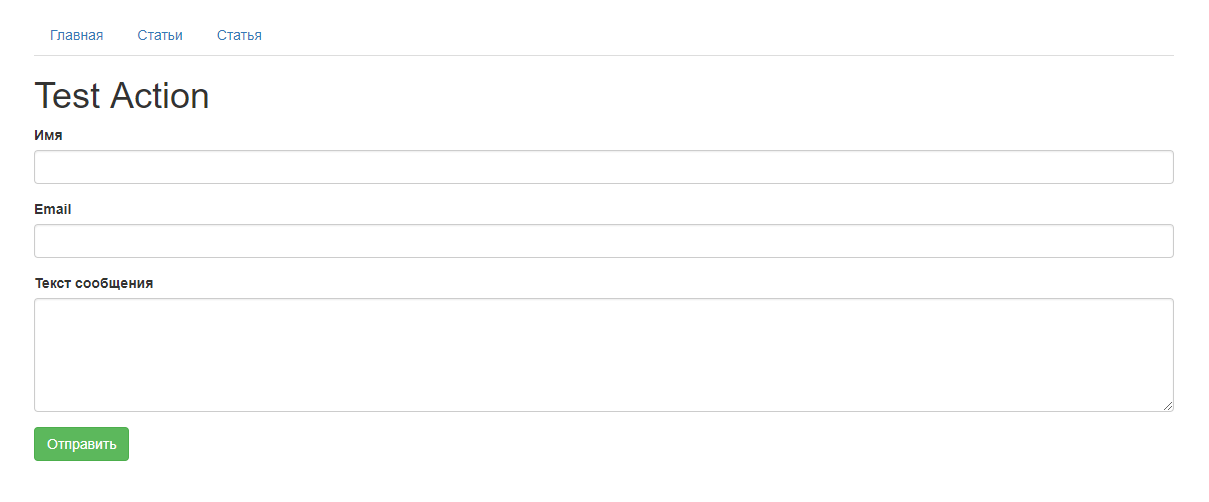 Главная Статьи Статья
Test Action
Имя
Email
Текст сообщения
Отправить